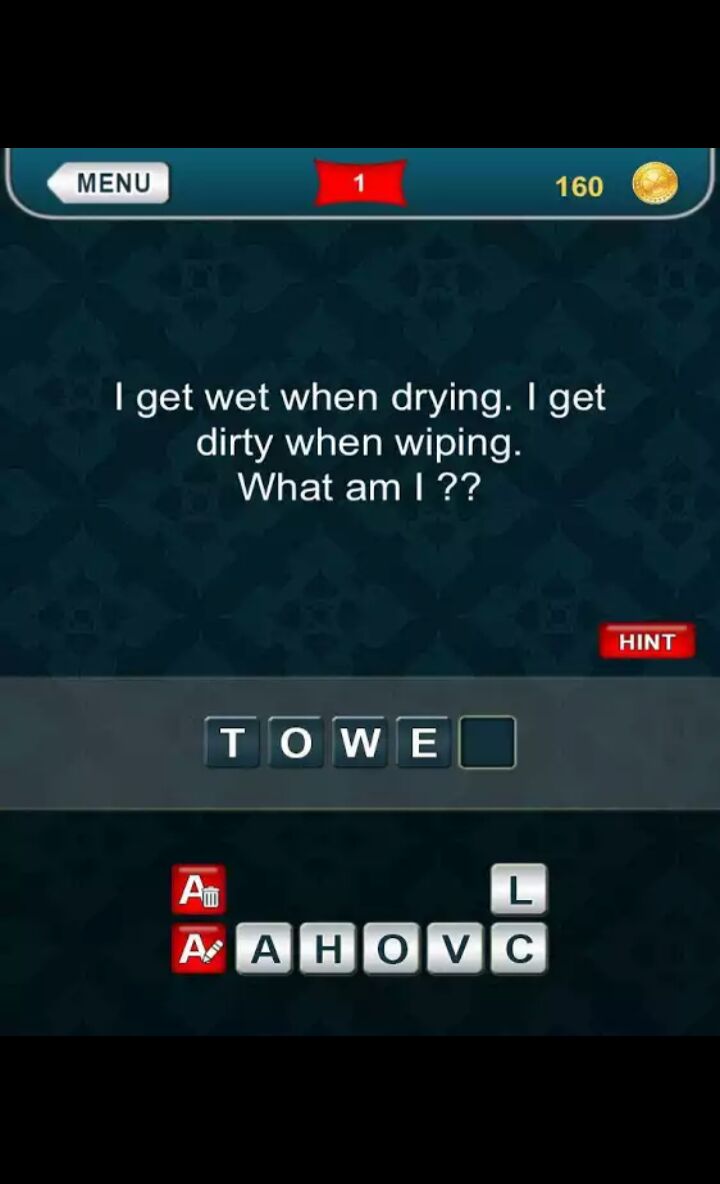 MENU 1 160
I get wet when drying. I get
dirty when wiping.
What am I ??
HINT
T O W E
A L
A A H O V C